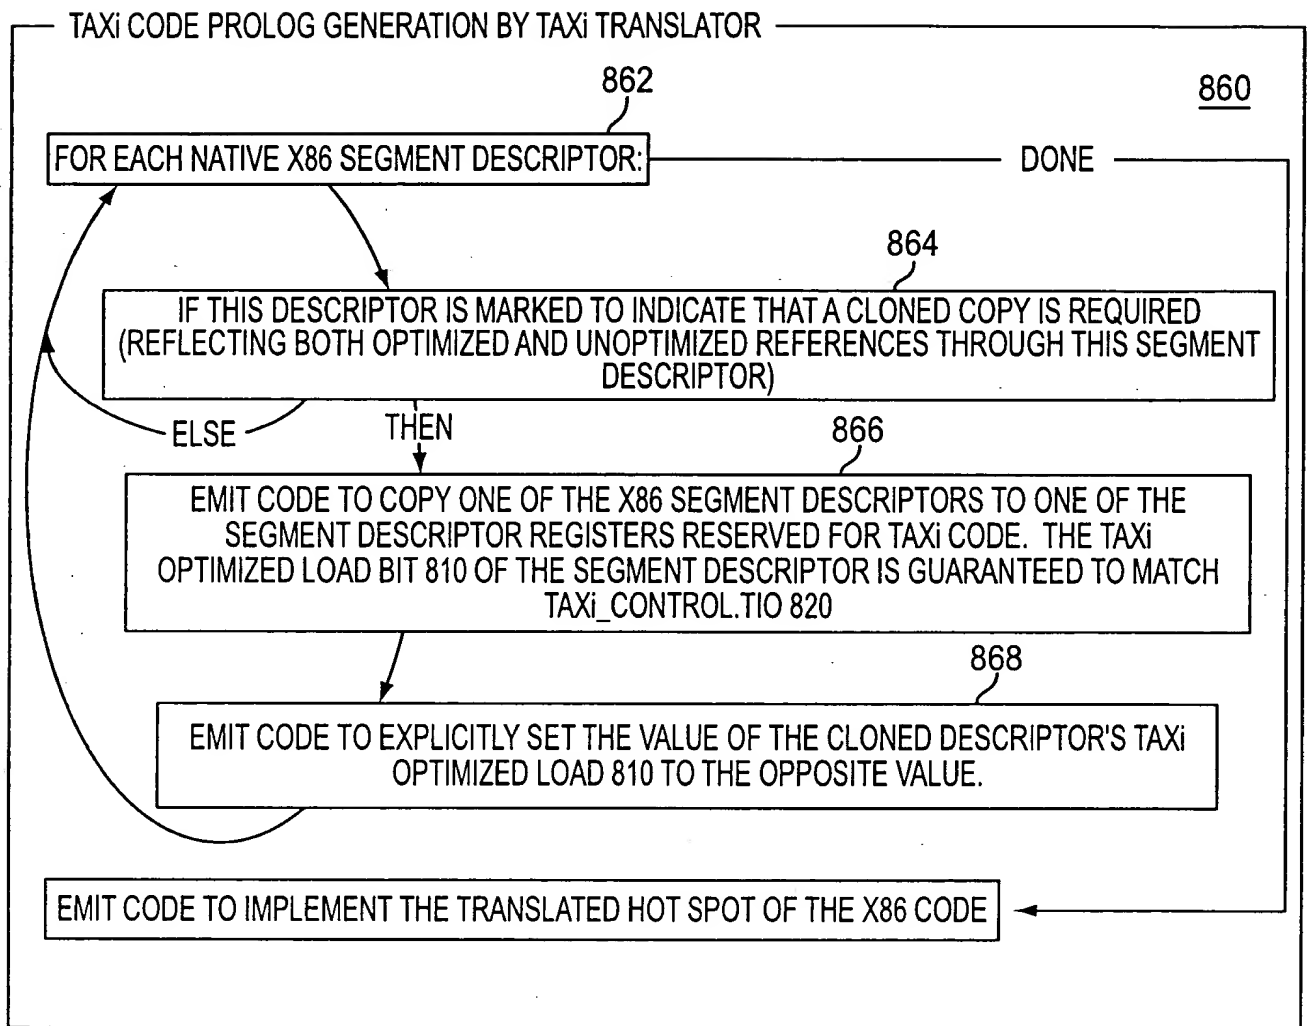 TAXi CODE PROLOG GENERATION BY TAXi TRANSLATOR
860
862
FOR EACH NATIVE X86 SEGMENT DESCRIPTOR:
DONE
864
IF THIS DESCRIPTOR IS MARKED TO INDICATE THAT A CLONED COPY IS REQUIRED
(REFLECTING BOTH OPTIMIZED AND UNOPTIMIZED REFERENCES THROUGH THIS SEGMENT
DESCRIPTOR)
ELSE
THEN
866
EMIT CODE TO COPY ONE OF THE X86 SEGMENT DESCRIPTORS TO ONE OF THE
SEGMENT DESCRIPTOR REGISTERS RESERVED FOR TAXi CODE. THE TAXi
OPTIMIZED LOAD BIT 810 OF THE SEGMENT DESCRIPTOR IS GUARANTEED TO MATCH
TAXi_CONTROL.TIO 820
868
EMIT CODE TO EXPLICITLY SET THE VALUE OF THE CLONED DESCRIPTOR'S TAXi
OPTIMIZED LOAD 810 TO THE OPPOSITE VALUE.
EMIT CODE TO IMPLEMENT THE TRANSLATED HOT SPOT OF THE X86 CODE